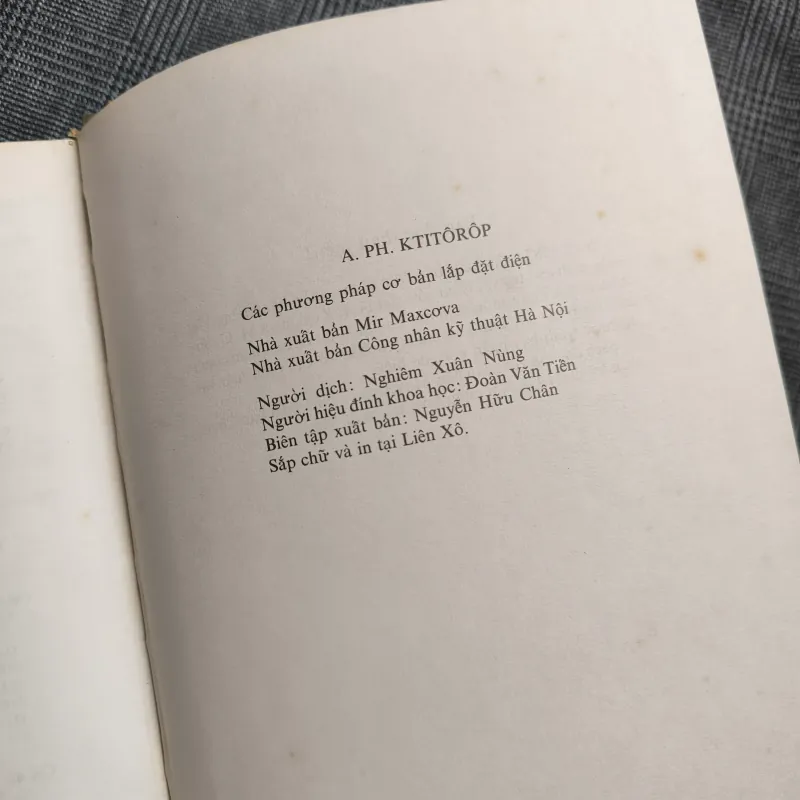 A. PH. KTITÔRÔP
Các phương pháp cơ bản lắp đặt điện
Nhà xuất bản Mir Maxcơva
Nhà xuất bản Công nhân kỹ thuật Hà Nội
Người dịch: Nghiêm Xuân Nùng
Người hiệu đính khoa học: Đoàn Văn Tiến
Biên tập xuất bản: Nguyễn Hữu Chân
Sắp chữ và in tại Liên Xô.